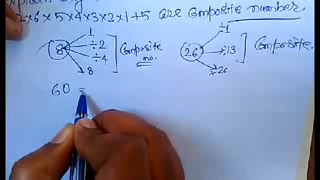 ×6×5×4×3×2×1+5 are composite number.
8 ÷1 ÷2 ÷4 8 Composite no.
26 ÷1 ÷13 ÷26 Composite.
60 =